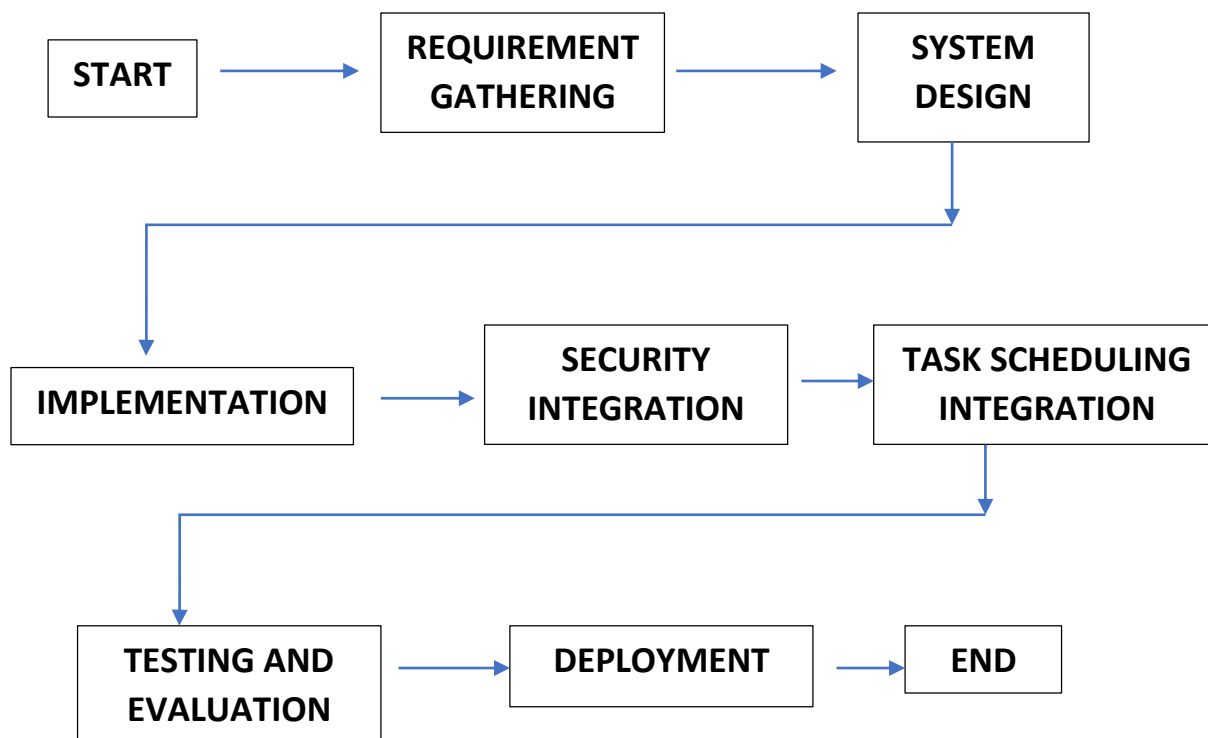 START
REQUIREMENT
GATHERING
SYSTEM
DESIGN
IMPLEMENTATION
SECURITY
INTEGRATION
TASK SCHEDULING
INTEGRATION
TESTING AND
EVALUATION
DEPLOYMENT
END